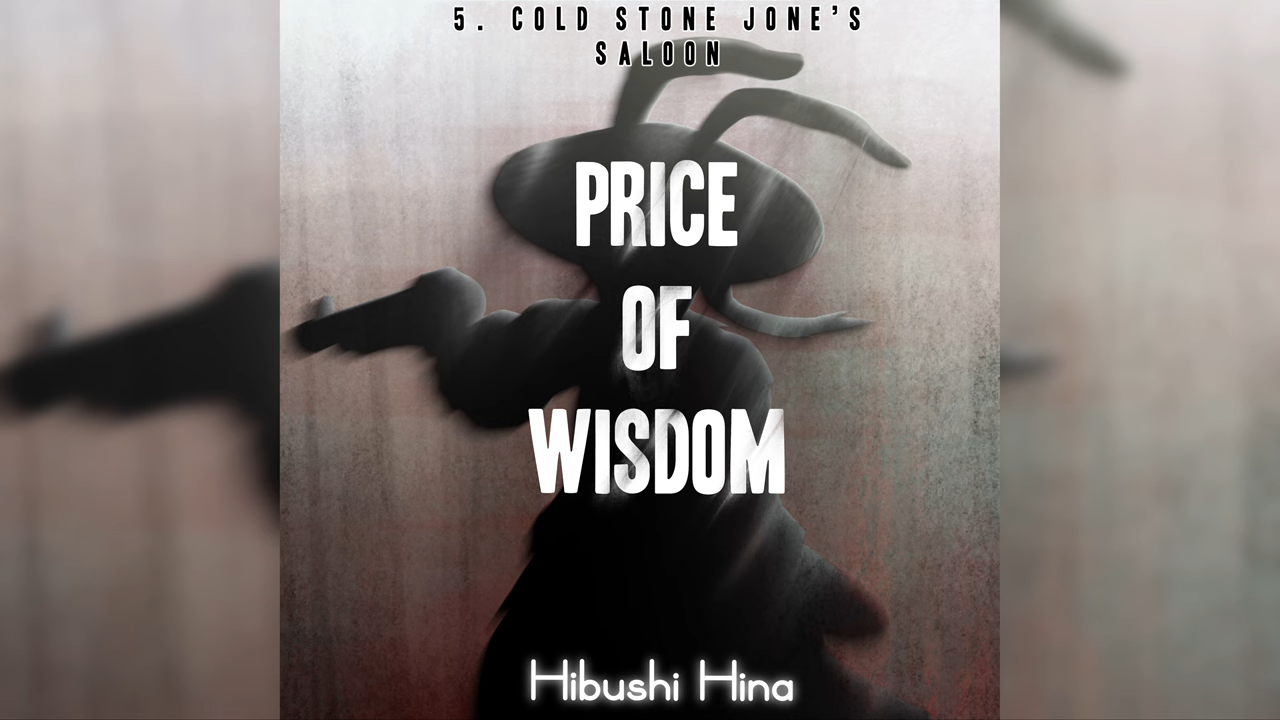 5. COLD STONE JONE'S
SALOON
PRICE
OF
WISDOM
Hibushi Hina